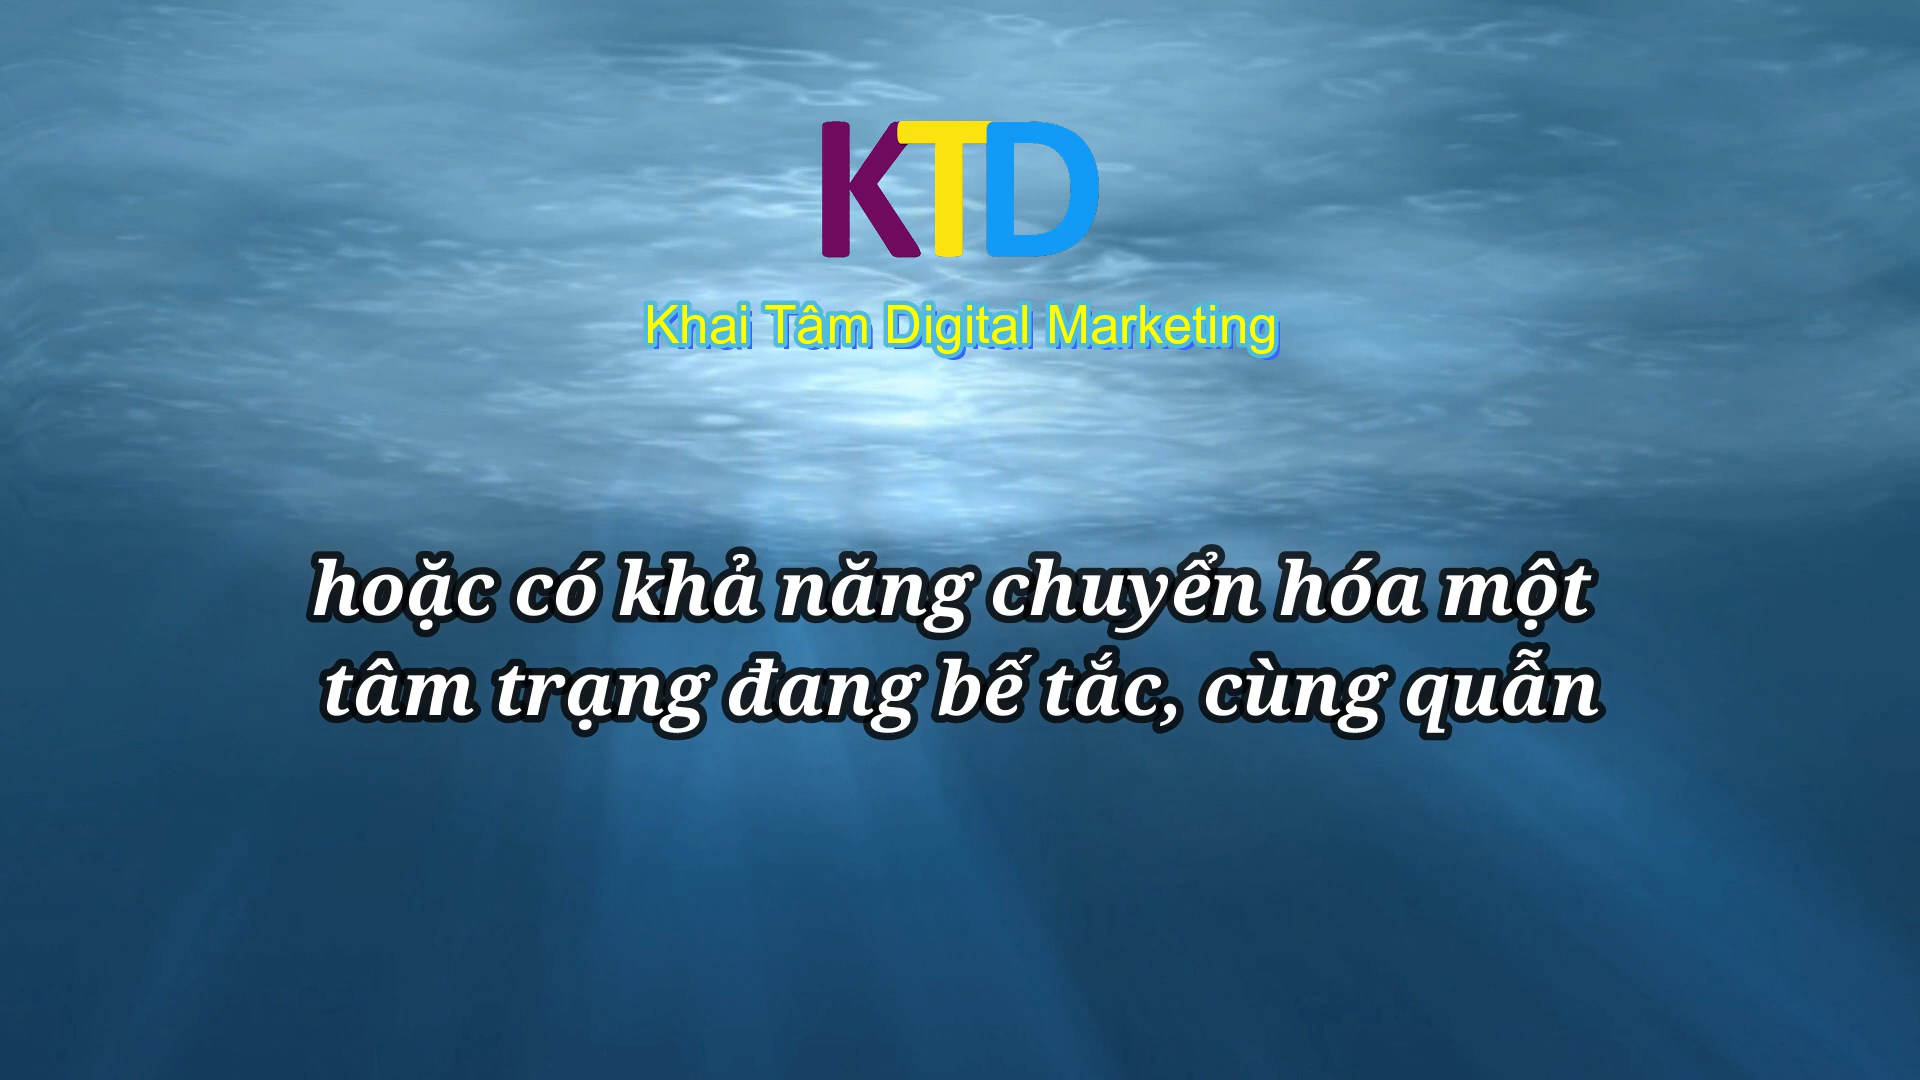 KTD
Khai Tâm Digital Marketing
hoặc có khả năng chuyển hóa một
tâm trạng đang bế tắc, cùng quẫn